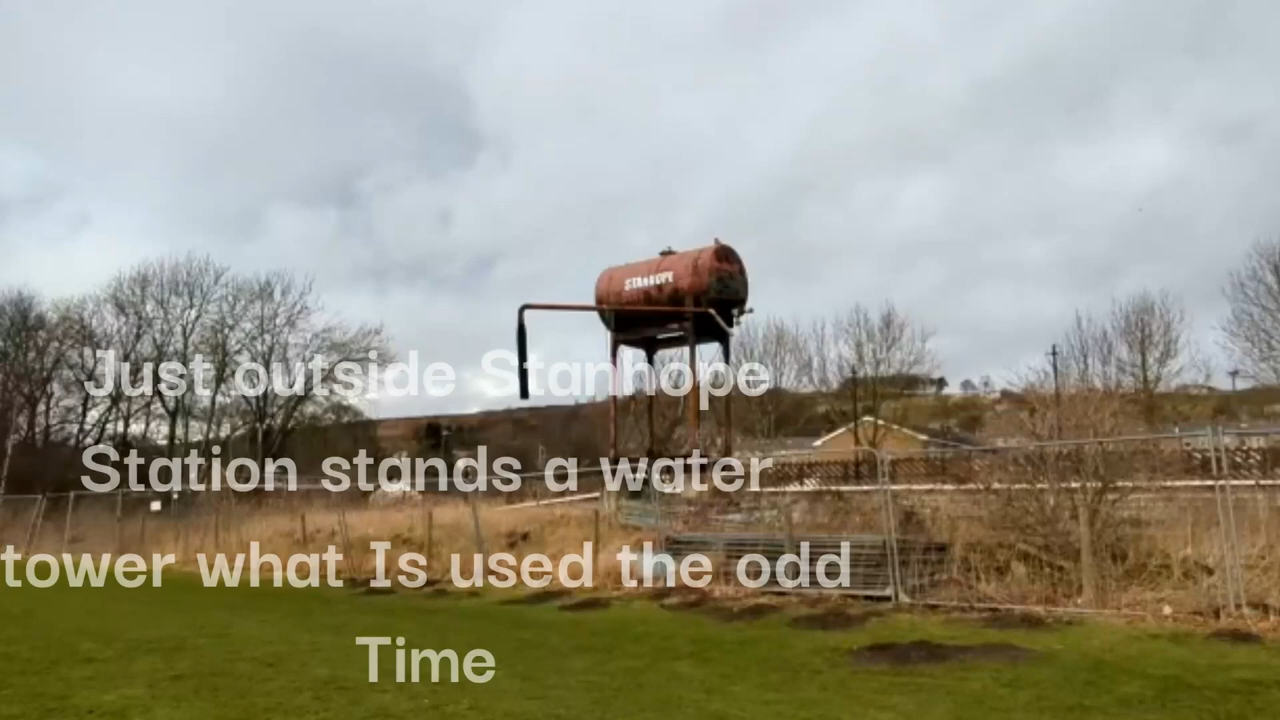 STANHOPE
Just outside Stanhope
Station stands a water
tower what Is used the odd
Time